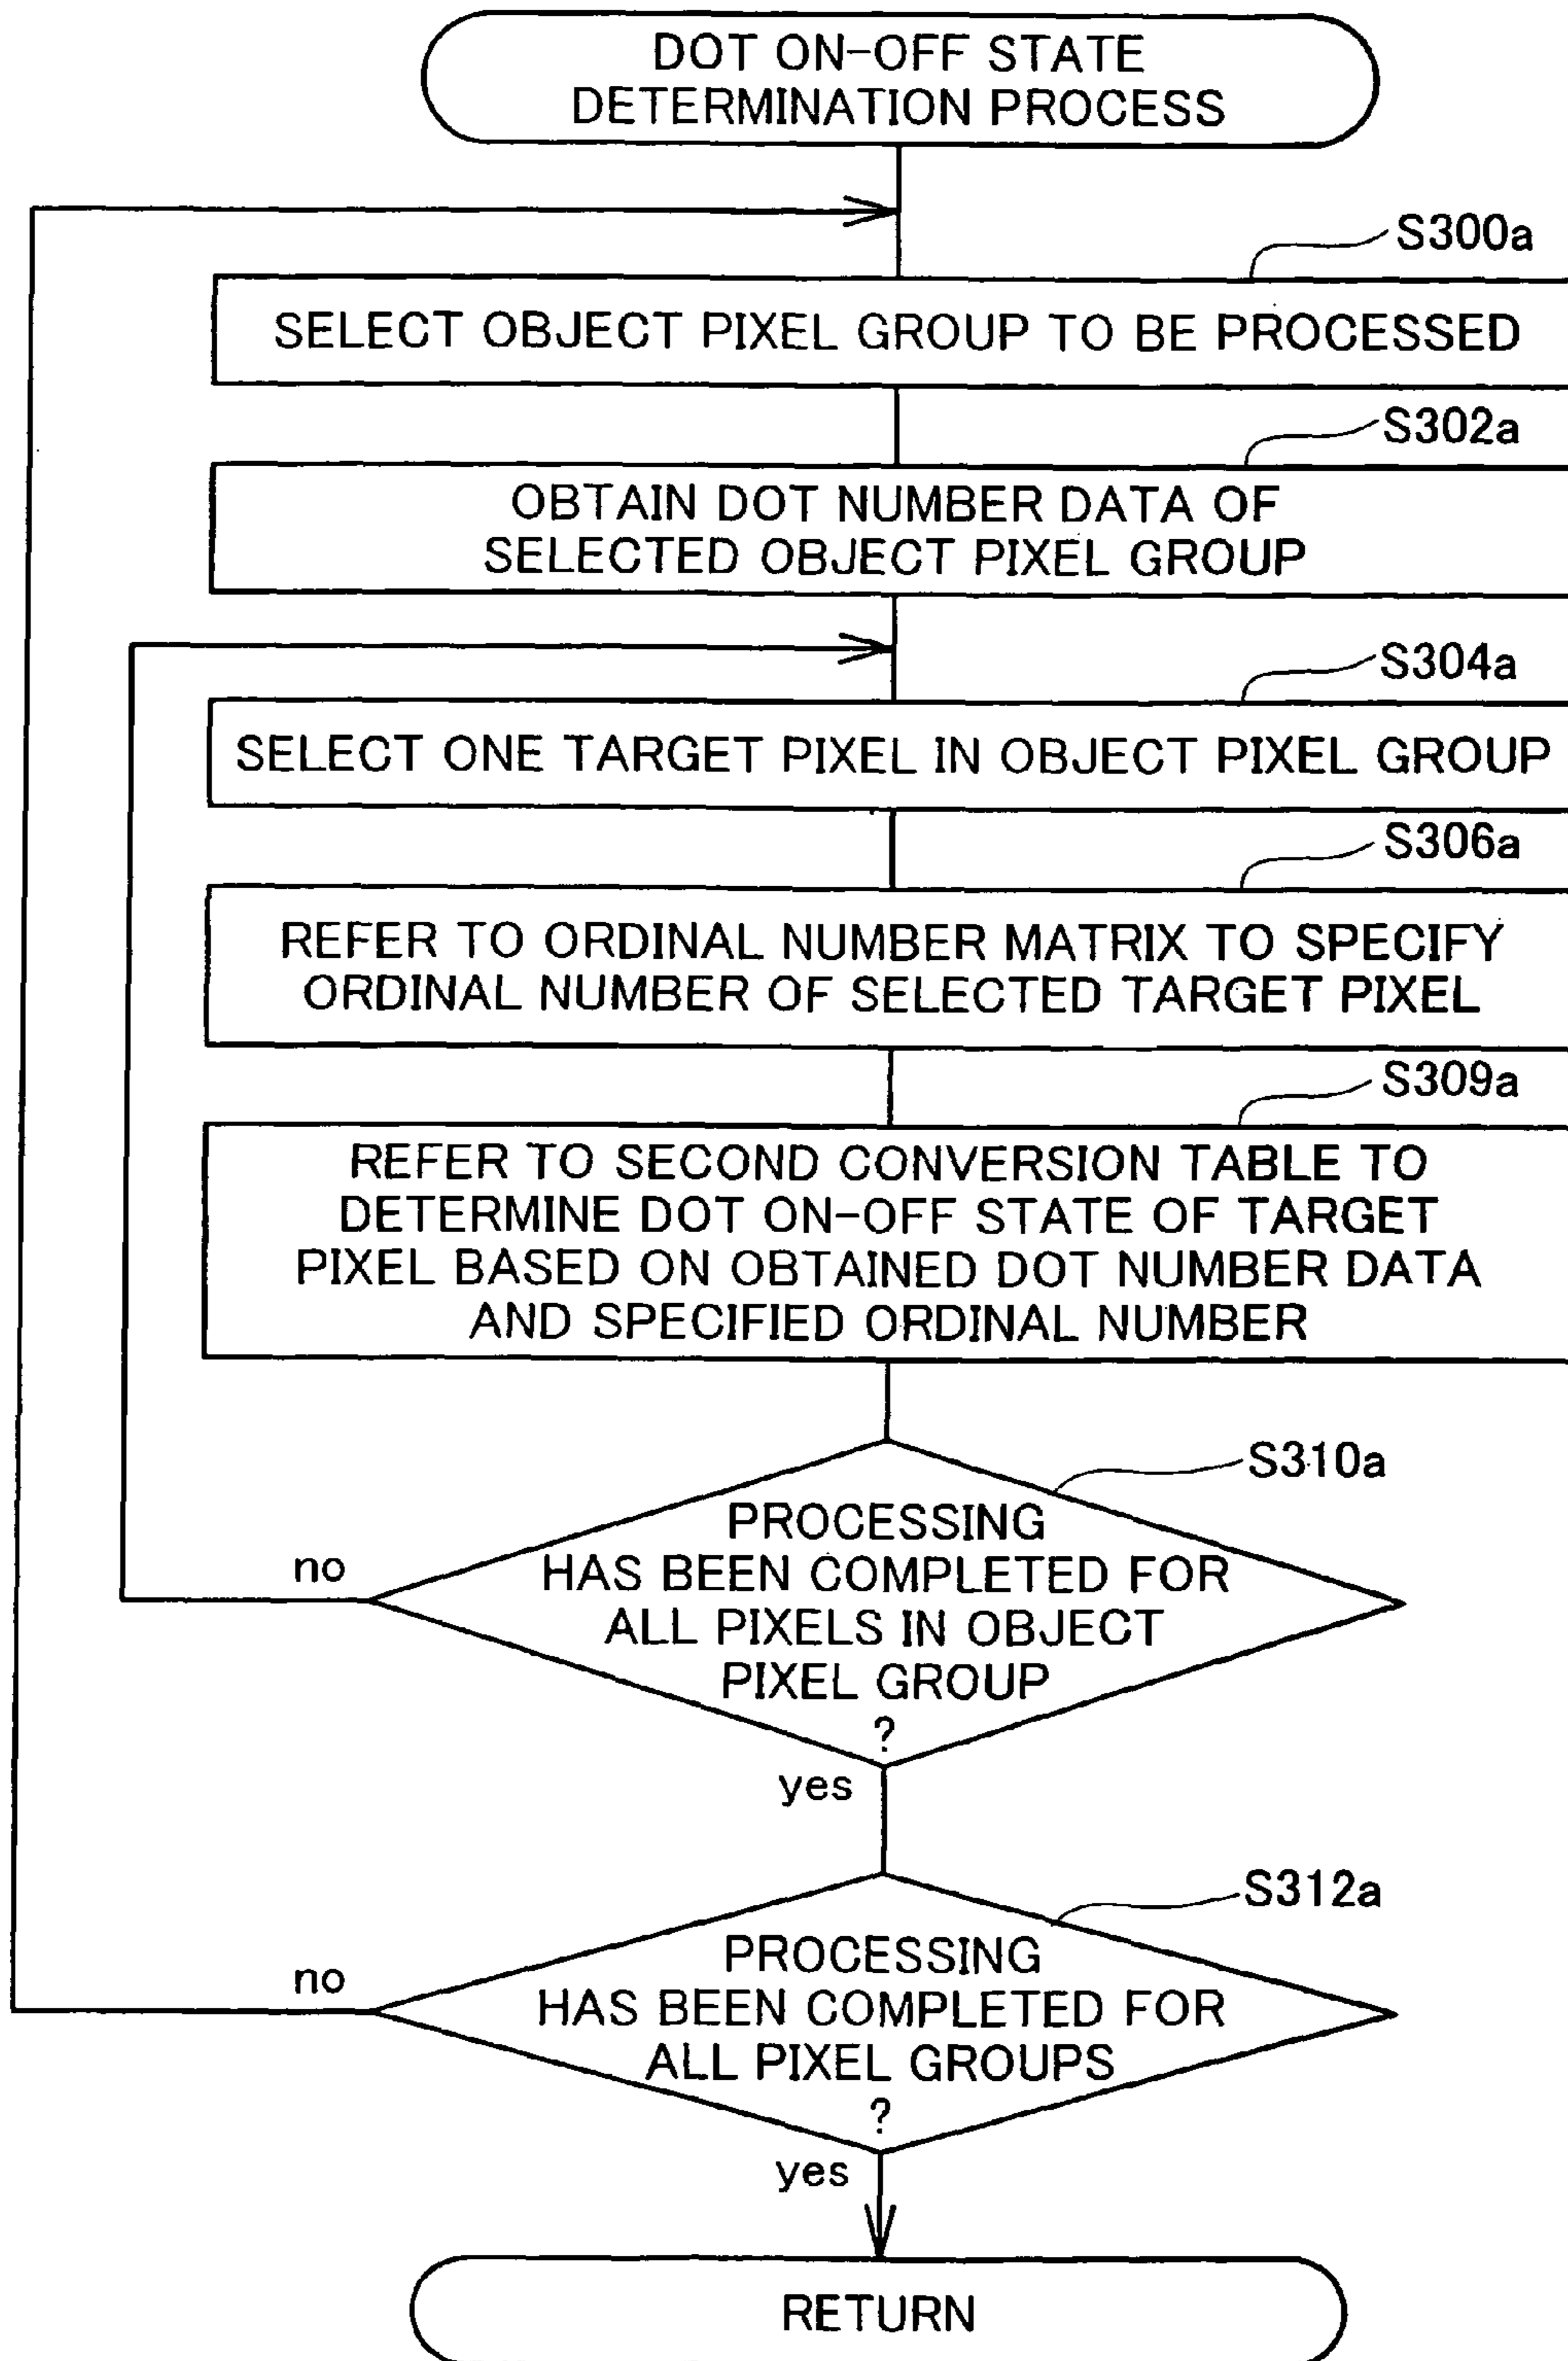 DOT ON-OFF STATE
DETERMINATION PROCESS
S300a
SELECT OBJECT PIXEL GROUP TO BE PROCESSED
S302a
OBTAIN DOT NUMBER DATA OF
SELECTED OBJECT PIXEL GROUP
S304a
SELECT ONE TARGET PIXEL IN OBJECT PIXEL GROUP
S306a
REFER TO ORDINAL NUMBER MATRIX TO SPECIFY
ORDINAL NUMBER OF SELECTED TARGET PIXEL
S309a
REFER TO SECOND CONVERSION TABLE TO
DETERMINE DOT ON-OFF STATE OF TARGET
PIXEL BASED ON OBTAINED DOT NUMBER DATA
AND SPECIFIED ORDINAL NUMBER
S310a
PROCESSING
HAS BEEN COMPLETED FOR
ALL PIXELS IN OBJECT
PIXEL GROUP
?
no
yes
S312a
PROCESSING
HAS BEEN COMPLETED FOR
ALL PIXEL GROUPS
?
no
yes
RETURN